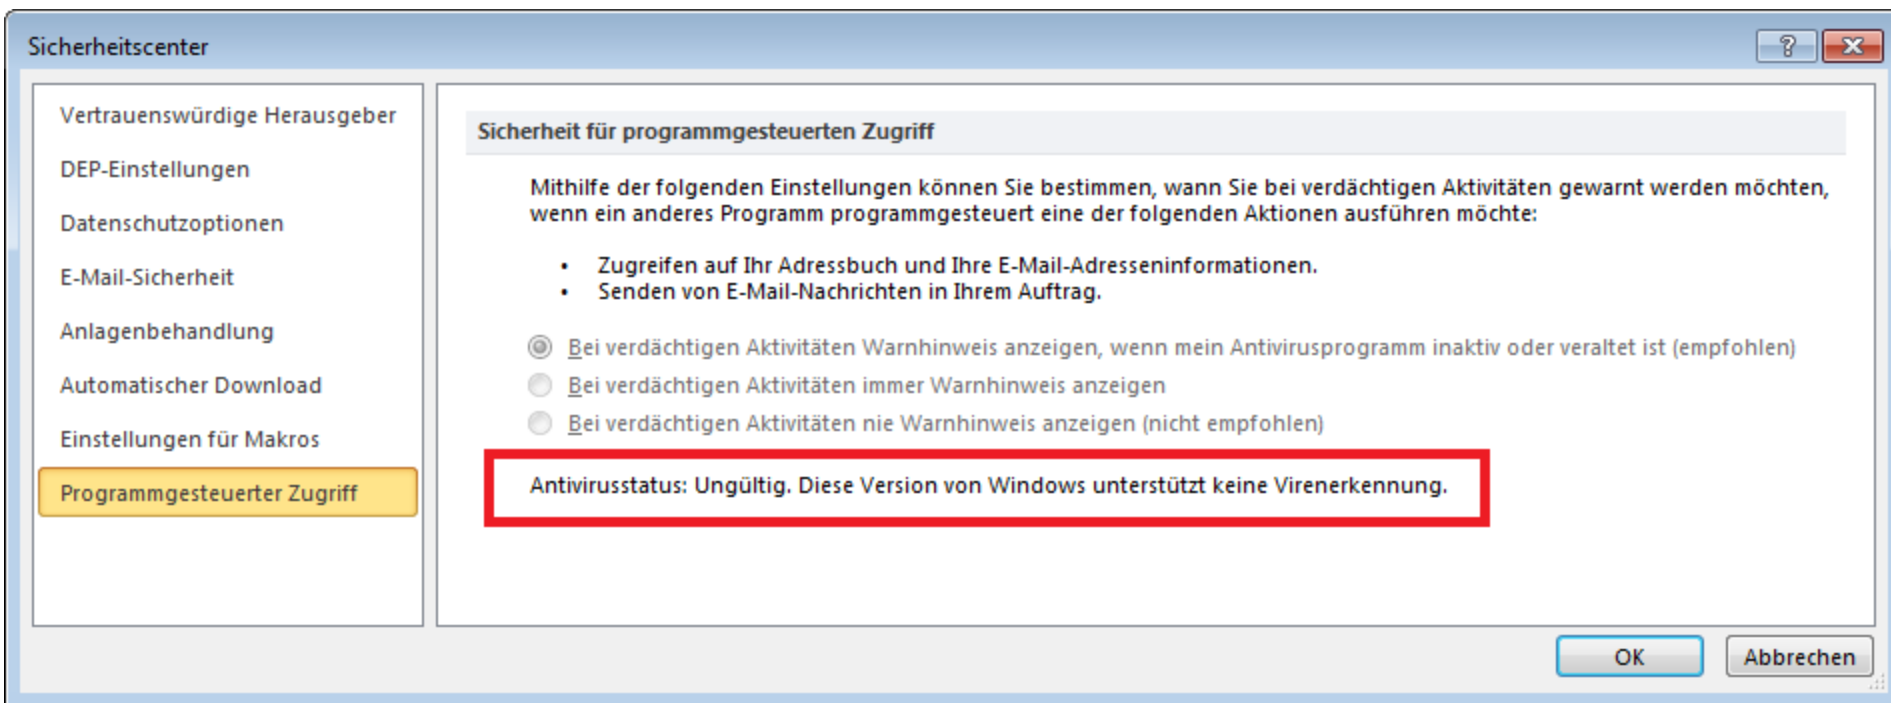 Sicherheitscenter
Vertrauenswürdige Herausgeber
DEP-Einstellungen
Datenschutzoptionen
E-Mail-Sicherheit
Anlagenbehandlung
Automatischer Download
Einstellungen für Makros
Programmgesteuerter Zugriff
Sicherheit für programmgesteuerten Zugriff
Mithilfe der folgenden Einstellungen können Sie bestimmen, wann Sie bei verdächtigen Aktivitäten gewarnt werden möchten,
wenn ein anderes Programm programmgesteuert eine der folgenden Aktionen ausführen möchte:
• Zugreifen auf Ihr Adressbuch und Ihre E-Mail-Adresseninformationen.
• Senden von E-Mail-Nachrichten in Ihrem Auftrag.
Bei verdächtigen Aktivitäten Warnhinweis anzeigen, wenn mein Antivirusprogramm inaktiv oder veraltet ist (empfohlen)
Bei verdächtigen Aktivitäten immer Warnhinweis anzeigen
Bei verdächtigen Aktivitäten nie Warnhinweis anzeigen (nicht empfohlen)
Antivirusstatus: Ungültig. Diese Version von Windows unterstützt keine Virenerkennung.
OK
Abbrechen